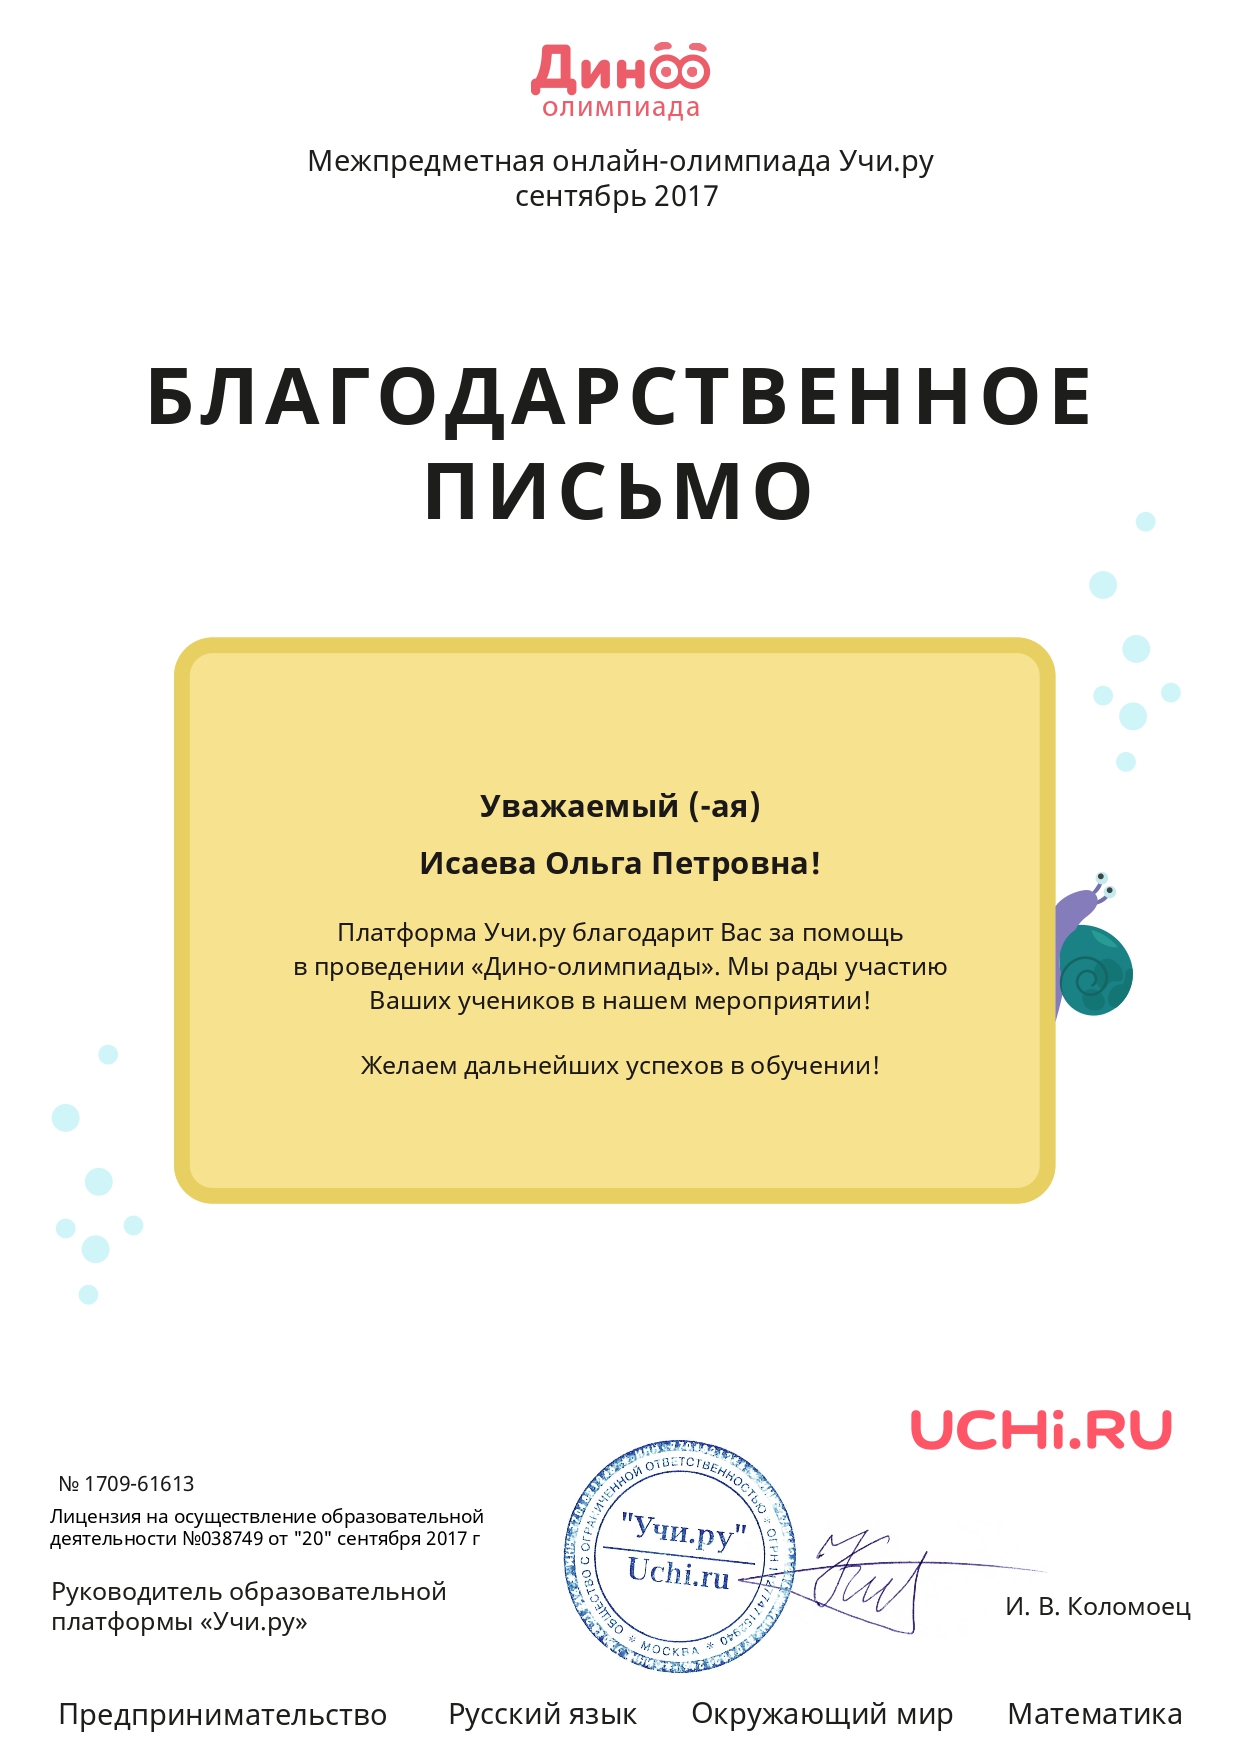 Дино
олимпиада
Межпредметная онлайн-олимпиада Учи.ру
сентябрь 2017
БЛАГОДАРСТВЕННОЕ
ПИСЬМО
Уважаемый (-ая)
Исаева Ольга Петровна!
Платформа Учи.ру благодарит Вас за помощь
в проведении «Дино-олимпиады». Мы рады участию
Ваших учеников в нашем мероприятии!
Желаем дальнейших успехов в обучении!
UCHi.RU
№ 1709-61613
Лицензия на осуществление образовательной
деятельности №038749 от "20" сентября 2017 г
Руководитель образовательной
платформы «Учи.ру»
ОБЩЕСТВО С ОГРАНИЧЕННОЙ ОТВЕТСТВЕННОСТЬЮ * ОГРН
* МОСКВА *
"Учи.ру"
Uchi.ru
И. В. Коломоец
Предпринимательство Русский язык Окружающий мир Математика